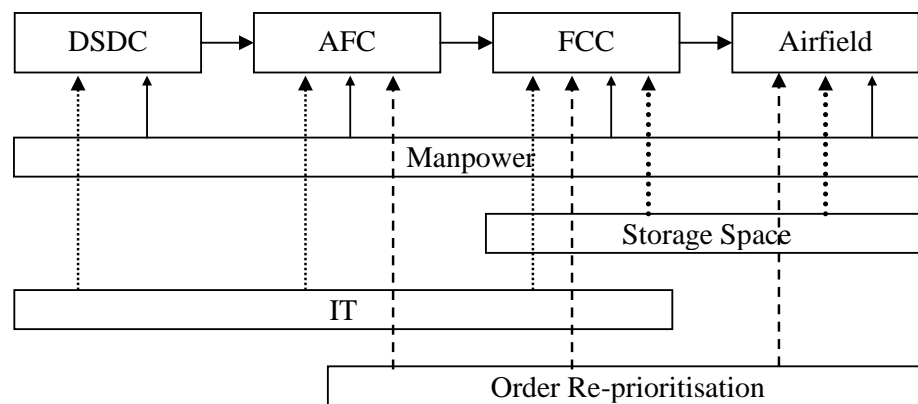 DSDC
AFC
FCC
Airfield
Manpower
Storage Space
IT
Order Re-prioritisation